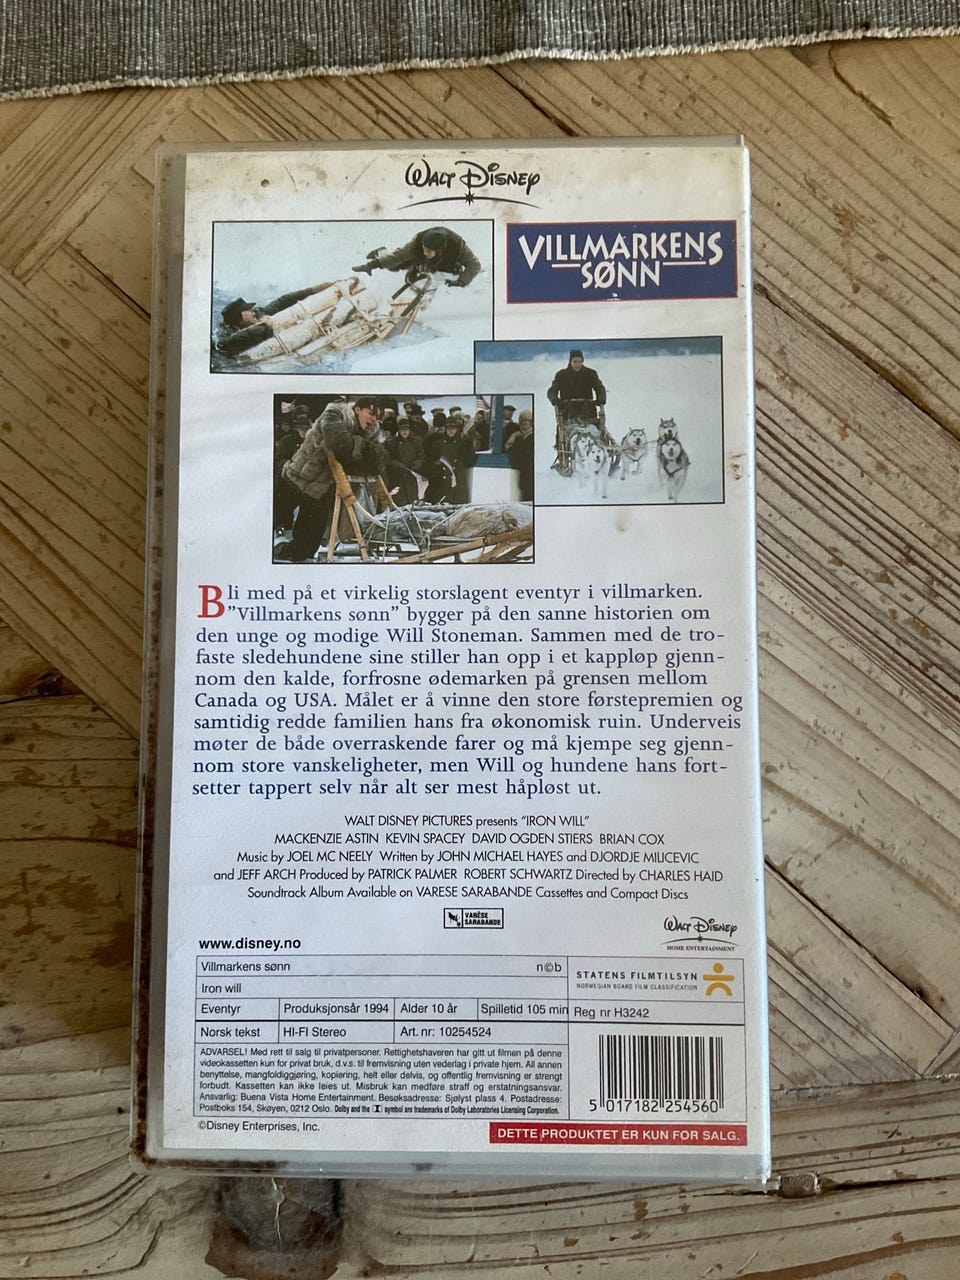 WALT DISNEY
VILLMARKENS
SØNN
Bli med på et virkelig storslagent eventyr i villmarken.
"Villmarkens sønn" bygger på den sanne historien om
den unge og modige Will Stoneman. Sammen med de tro-
faste sledehundene sine stiller han opp i et kappløp gjenn-
nom den kalde, forfrosne ødemarken på grensen mellom
Canada og USA. Målet er å vinne den store førstepremien og
samtidig redde familien hans fra økonomisk ruin. Underveis
møter de både overraskende farer og må kjempe seg gjenn-
nom store vanskeligheter, men Will og hundene hans fort-
setter tappert selv når alt ser mest håpløst ut.
WALT DISNEY PICTURES presents "IRON WILL"
MACKENZIE ASTIN KEVIN SPACEY DAVID OGDEN STIERS BRIAN COX
Music by JOEL MC NEELY Written by JOHN MICHAEL HAYES and DJORDJE MILICEVIC
and JEFF ARCH Produced by PATRICK PALMER ROBERT SCHWARTZ Directed by CHARLES HAID
Soundtrack Album Available on VARESE SARABANDE Cassettes and Compact Discs
VARÈSE
SARABANDE
WALT DISNEY
HOME ENTERTAINMENT
www.disney.no
Villmarkens sønn n©b
Iron will
STATENS FILMTILSYN
NORWEGIAN BOARD FILM CLASSIFICATION
Eventyr Produksjonsår 1994 Alder 10 år Spilletid 105 min Reg nr H3242
Norsk tekst HI-FI Stereo Art. nr: 10254524
ADVARSEL! Med rett til salg til privatpersoner. Rettighetshaveren har gitt ut filmen på denne
videokassetten kun for privat bruk, d.v.s. til fremvisning uten vederlag i private hjem. All annen
benyttelse, mangfoldiggjøring, kopiering, helt eller delvis, og offentlig fremvisning er strengt
forbudt. Kassetten kan ikke leies ut. Misbruk kan medføre straff og erstatningsansvar.
Ansvarlig: Buena Vista Home Entertainment. Besøksadresse: Sjølyst plass 4. Postadresse:
Postboks 154, Skøyen, 0212 Oslo. Dolby and the symbol are trademarks of Dolby Laboratories Licensing Corporation.
5 017182 254560
©Disney Enterprises, Inc.
DETTE PRODUKTET ER KUN FOR SALG.